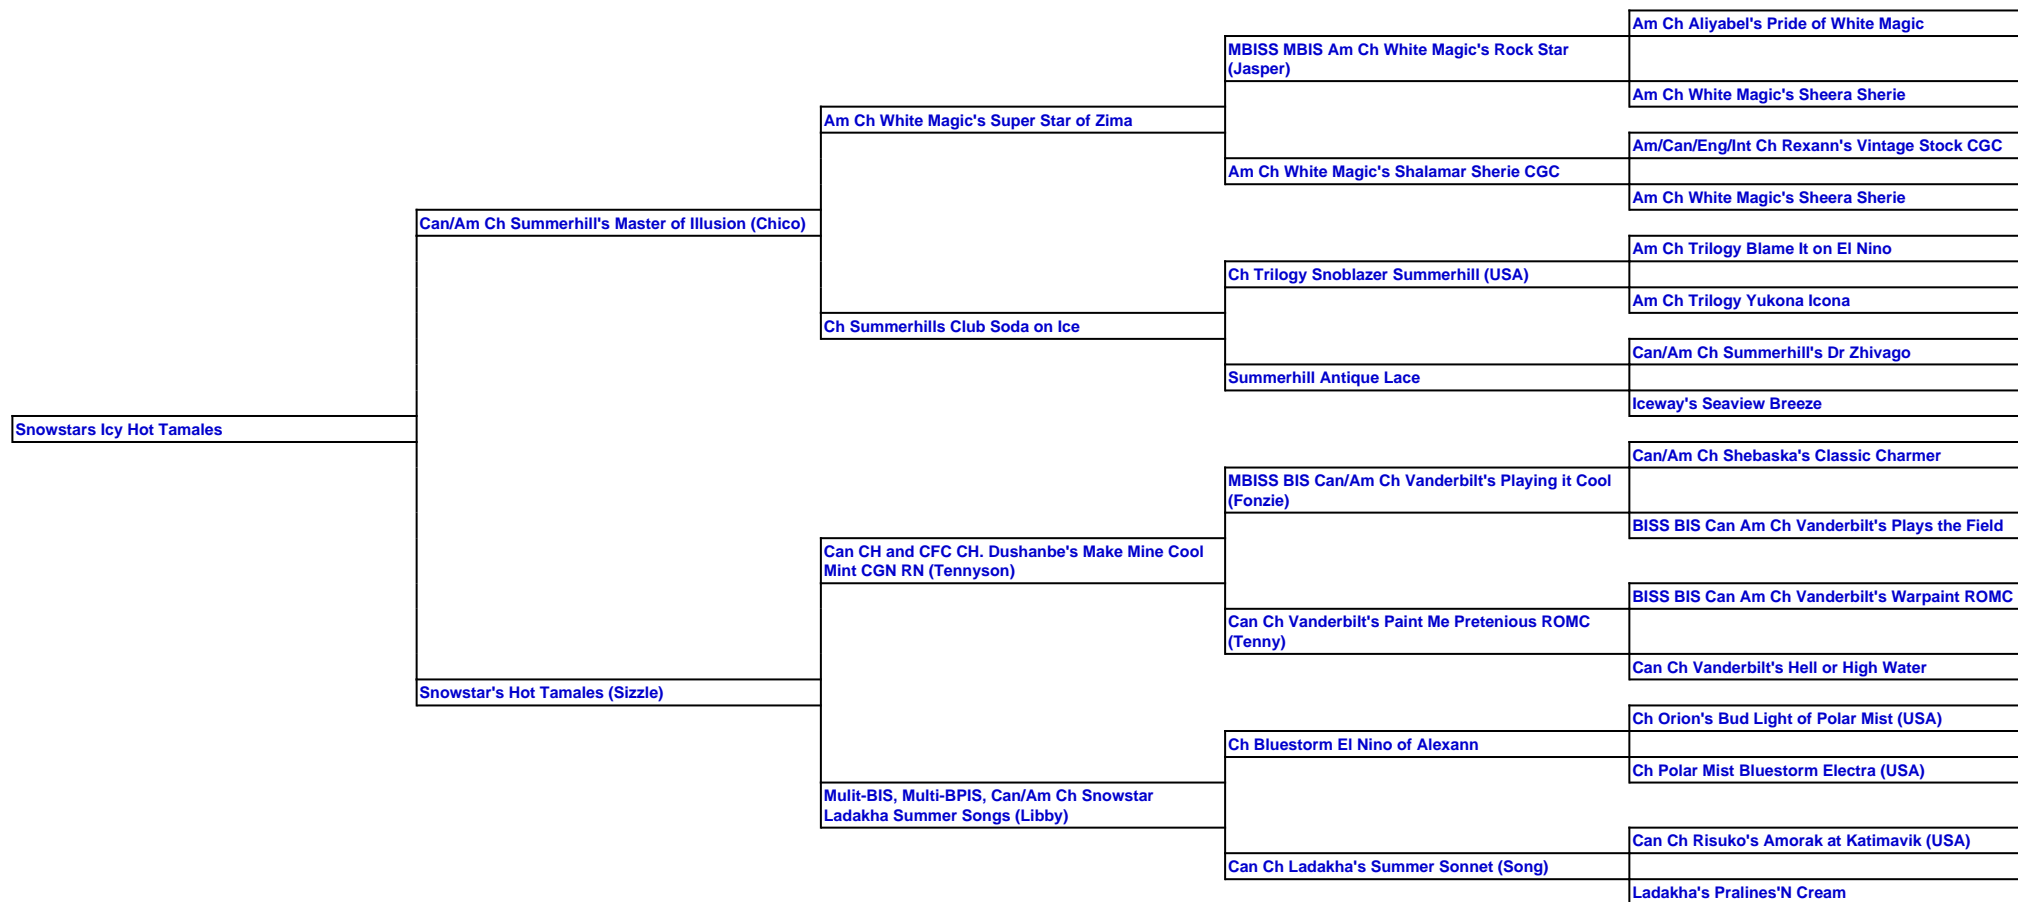 Am Ch Aliyabel's Pride of White Magic
MBISS MBIS Am Ch White Magic's Rock Star
(Jasper)
Am Ch White Magic's Sheera Sherie
Am Ch White Magic's Super Star of Zima
Am/Can/Eng/Int Ch Rexann's Vintage Stock CGC
Am Ch White Magic's Shalamar Sherie CGC
Am Ch White Magic's Sheera Sherie
Can/Am Ch Summerhill's Master of Illusion (Chico)
Am Ch Trilogy Blame It on El Nino
Ch Trilogy Snoblazer Summerhill (USA)
Am Ch Trilogy Yukona Icona
Ch Summerhills Club Soda on Ice
Can/Am Ch Summerhill's Dr Zhivago
Summerhill Antique Lace
Iceway's Seaview Breeze
Snowstars Icy Hot Tamales
Can/Am Ch Shebaska's Classic Charmer
MBISS BIS Can/Am Ch Vanderbilt's Playing it Cool
(Fonzie)
BISS BIS Can Am Ch Vanderbilt's Plays the Field
Can CH and CFC CH. Dushanbe's Make Mine Cool
Mint CGN RN (Tennyson)
BISS BIS Can Am Ch Vanderbilt's Warpaint ROMC
Can Ch Vanderbilt's Paint Me Pretenious ROMC
(Tenny)
Can Ch Vanderbilt's Hell or High Water
Snowstar's Hot Tamales (Sizzle)
Ch Orion's Bud Light of Polar Mist (USA)
Ch Bluestorm El Nino of Alexann
Ch Polar Mist Bluestorm Electra (USA)
Mulit-BIS, Multi-BPIS, Can/Am Ch Snowstar
Ladakha Summer Songs (Libby)
Can Ch Risuko's Amorak at Katimavik (USA)
Can Ch Ladakha's Summer Sonnet (Song)
Ladakha's Pralines'N Cream